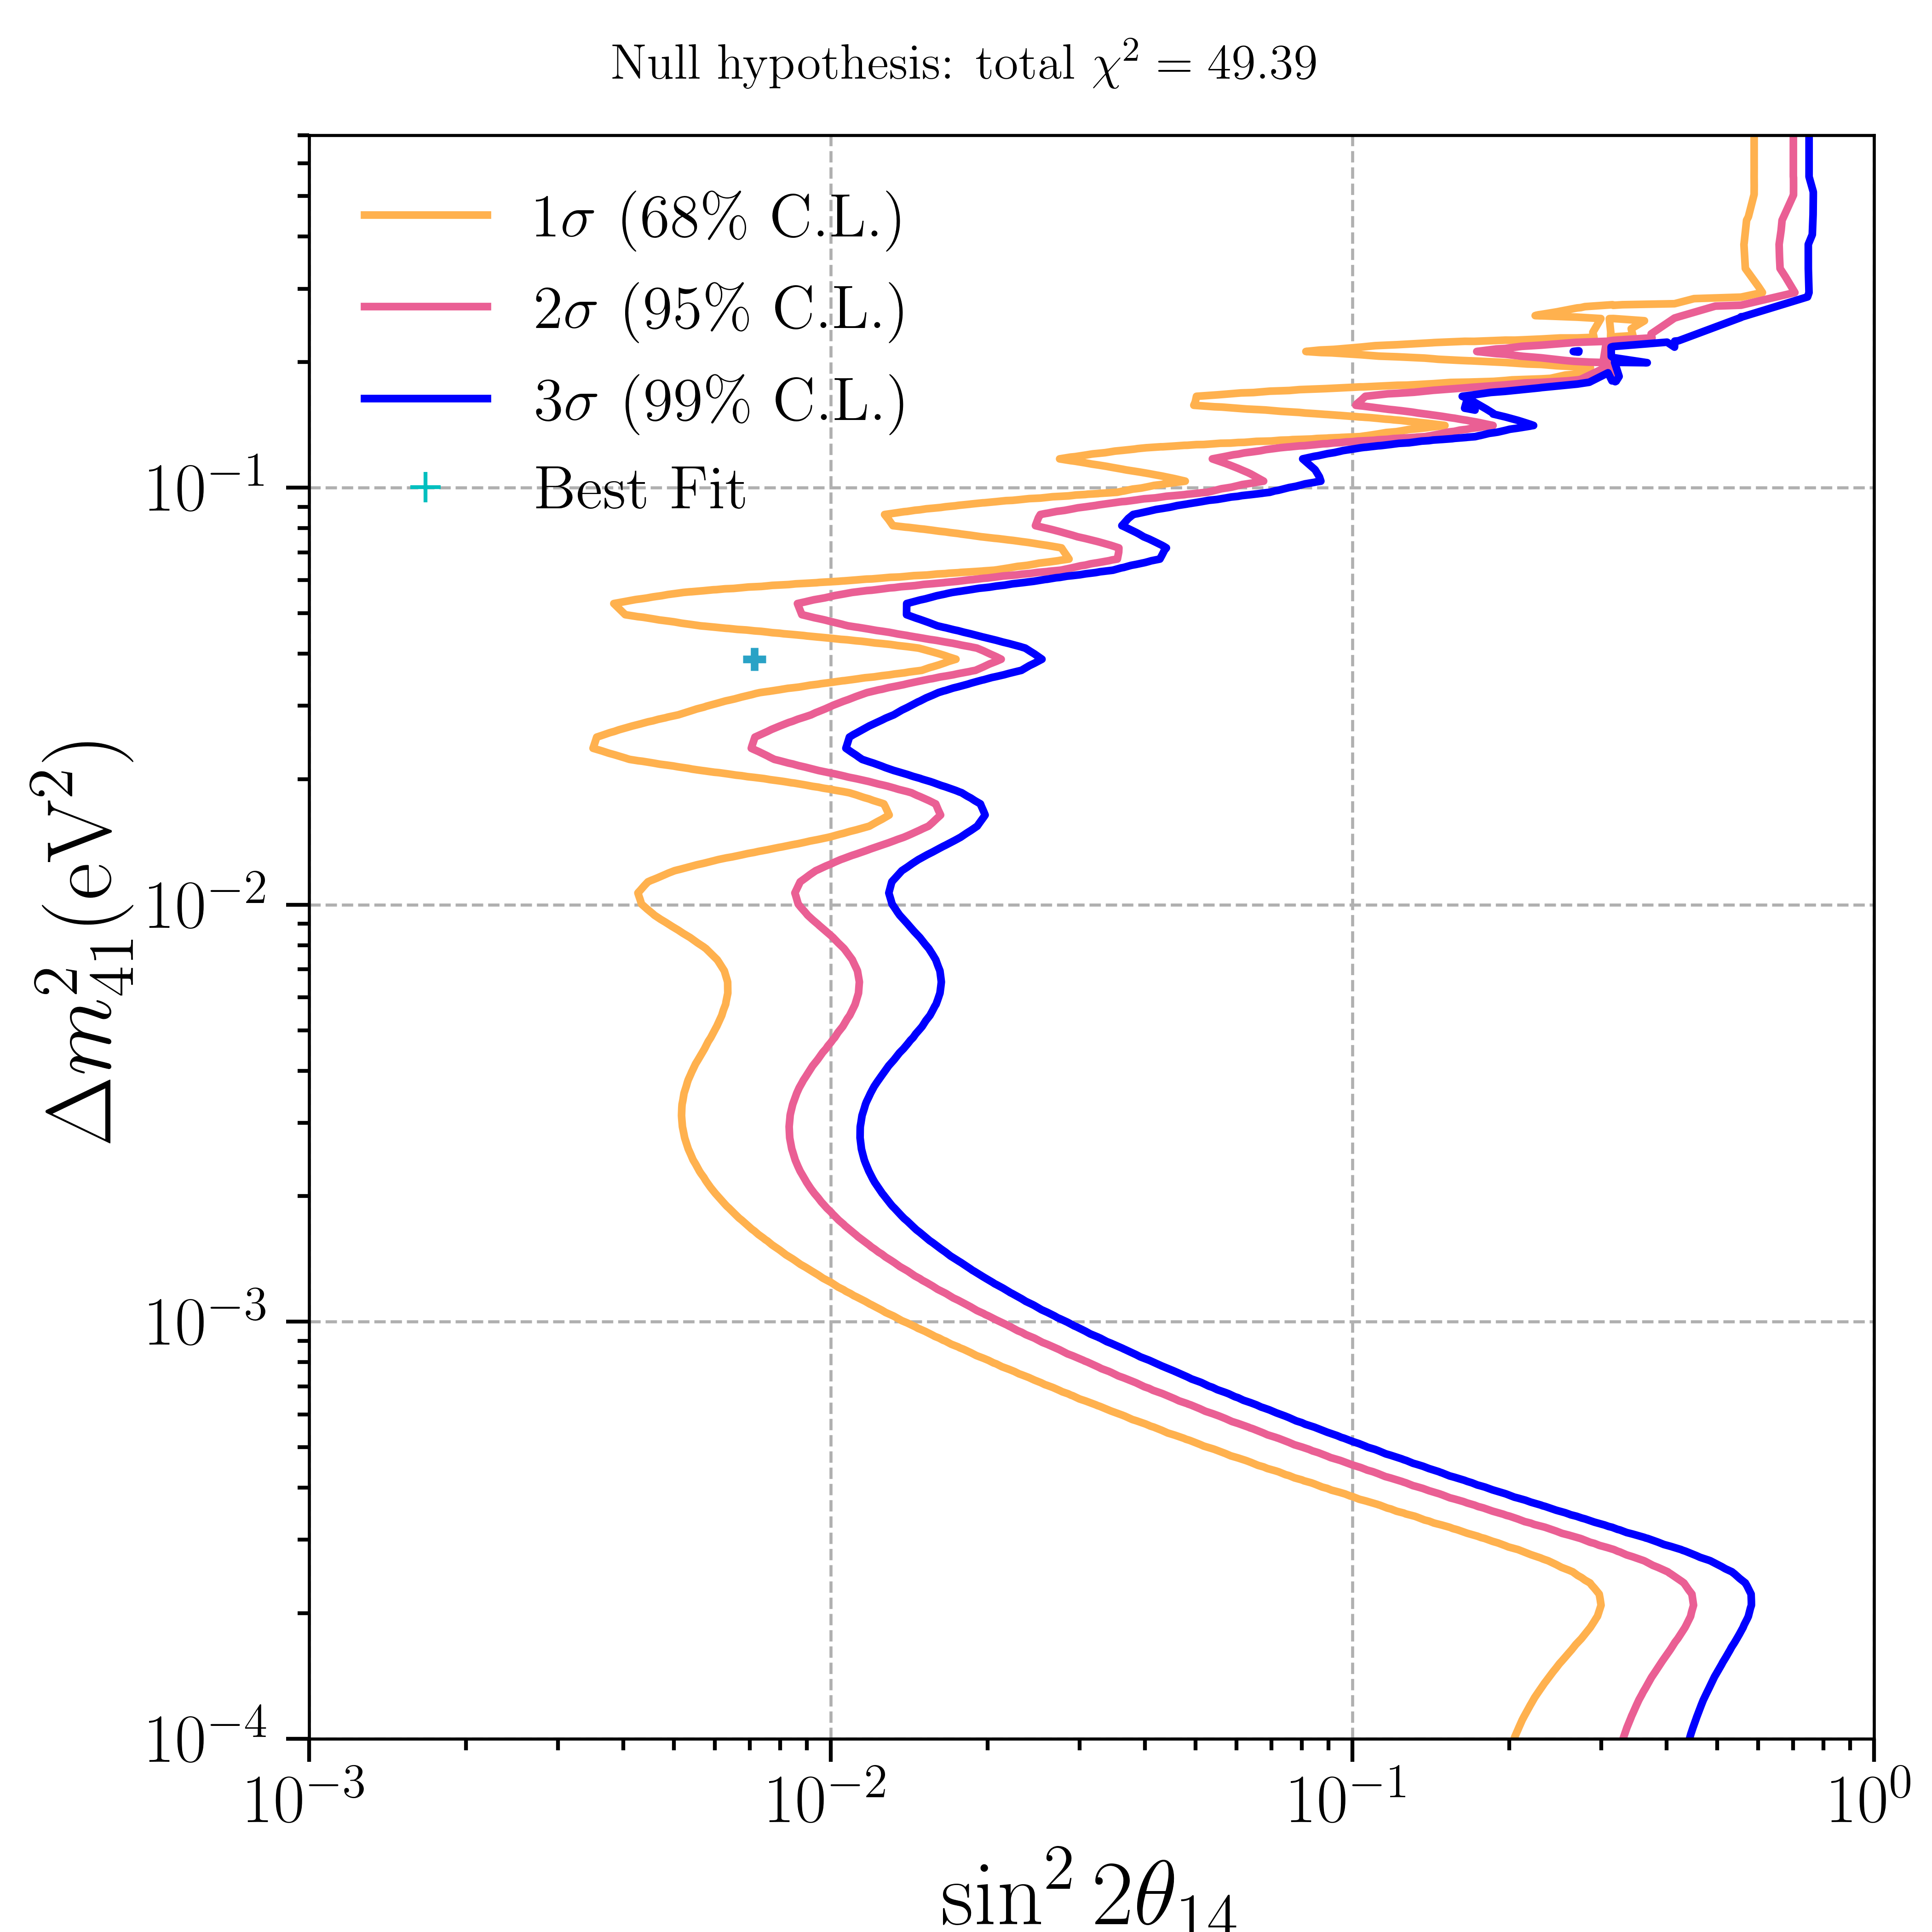 Null hypothesis: total χ² = 49.39
1σ (68% C.L.)
2σ (95% C.L.)
3σ (99% C.L.)
Best Fit
Δm²₄₁(eV²)
10⁻¹
10⁻²
10⁻³
10⁻⁴
10⁻³ 10⁻² 10⁻¹ 10⁰
sin² 2θ₁₄